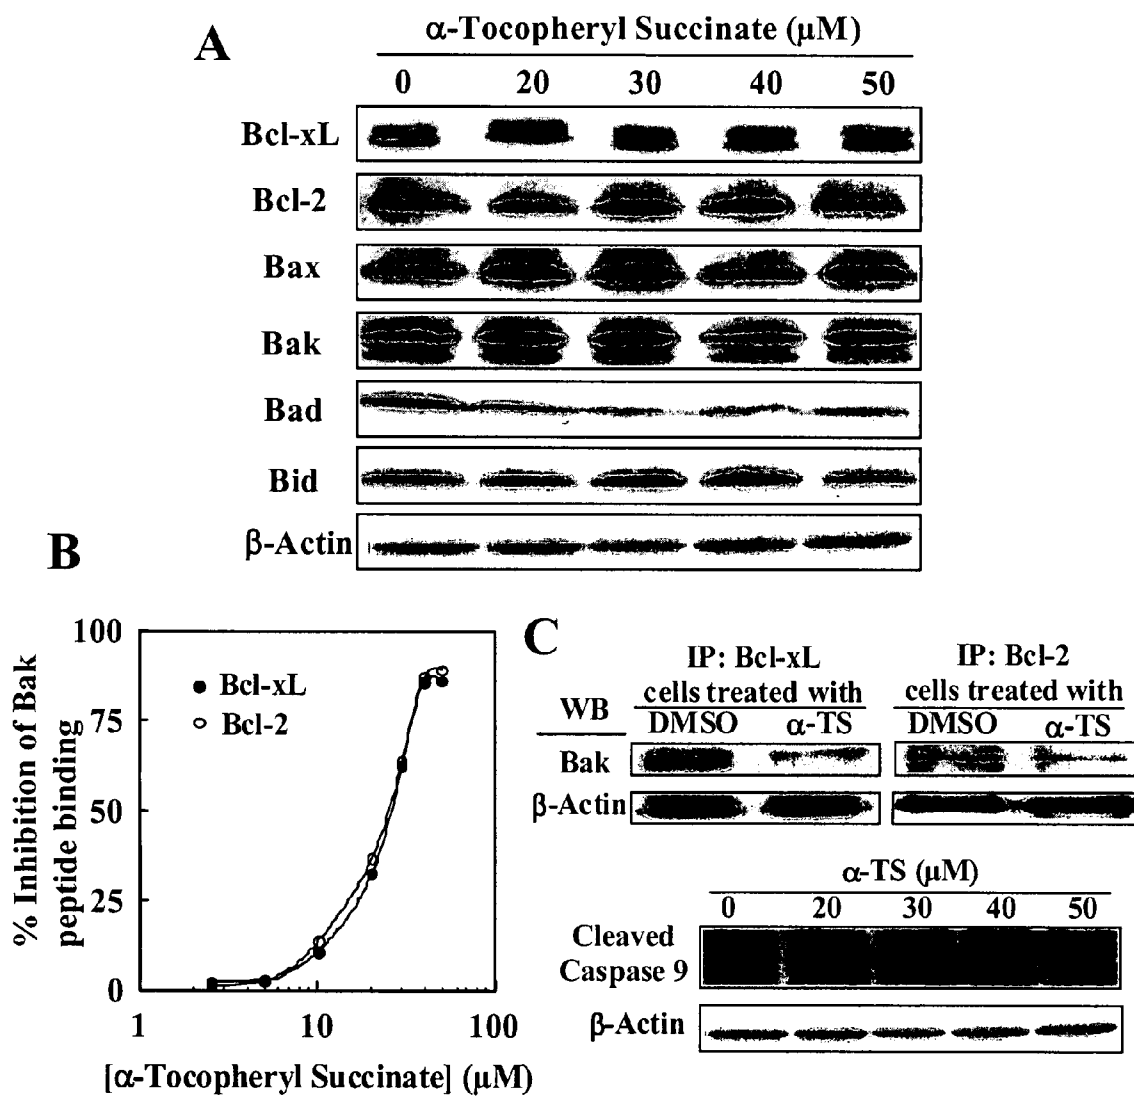 A
α-Tocopheryl Succinate (μM)
0 20 30 40 50
Bcl-xL
Bcl-2
Bax
Bak
Bad
Bid
β-Actin
B
100
75
50
25
0
% Inhibition of Bak
peptide binding
Bcl-xL
Bcl-2
1 10 100
[α-Tocopheryl Succinate] (μM)
C
IP: Bcl-xL
cells treated with
IP: Bcl-2
cells treated with
WB
DMSO α-TS
DMSO α-TS
Bak
β-Actin
α-TS (μM)
0 20 30 40 50
Cleaved
Caspase 9
β-Actin